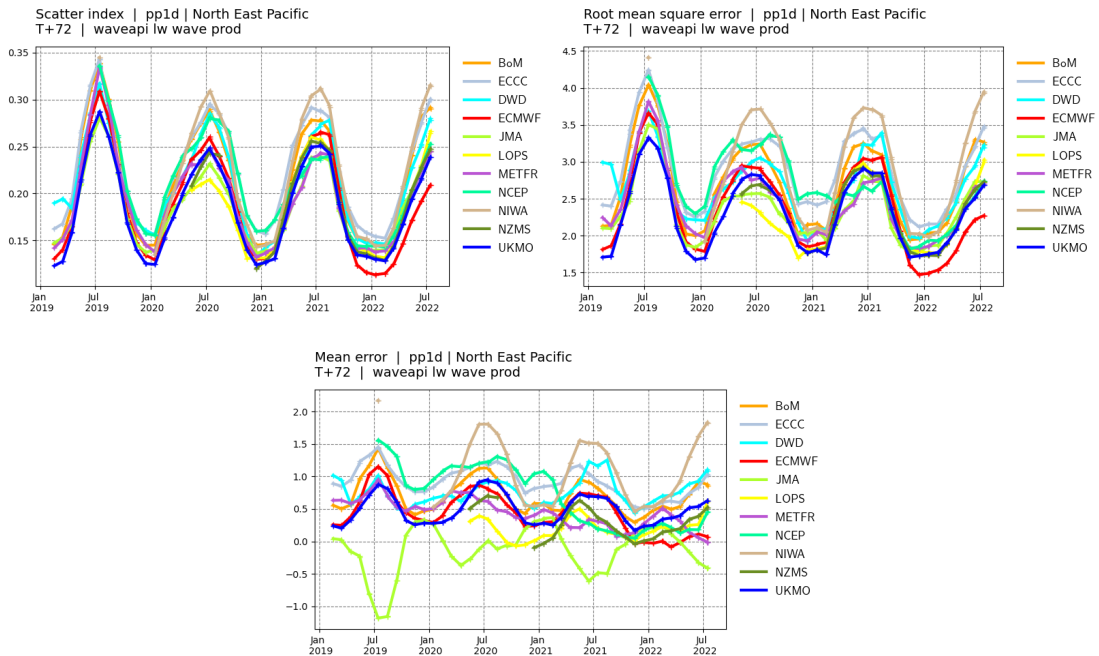 Scatter index | pp1d | North East Pacific
T+72 | waveapi lw wave prod
0.35
0.30
0.25
0.20
0.15
Jan 2019
Jul 2019
Jan 2020
Jul 2020
Jan 2021
Jul 2021
Jan 2022
Jul 2022
BoM
ECCC
DWD
ECMWF
JMA
LOPS
METFR
NCEP
NIWA
NZMS
UKMO
Root mean square error | pp1d | North East Pacific
T+72 | waveapi lw wave prod
4.5
4.0
3.5
3.0
2.5
2.0
1.5
Jan 2019
Jul 2019
Jan 2020
Jul 2020
Jan 2021
Jul 2021
Jan 2022
Jul 2022
BoM
ECCC
DWD
ECMWF
JMA
LOPS
METFR
NCEP
NIWA
NZMS
UKMO
Mean error | pp1d | North East Pacific
T+72 | waveapi lw wave prod
2.0
1.5
1.0
0.5
0.0
−0.5
−1.0
Jan 2019
Jul 2019
Jan 2020
Jul 2020
Jan 2021
Jul 2021
Jan 2022
Jul 2022
BoM
ECCC
DWD
ECMWF
JMA
LOPS
METFR
NCEP
NIWA
NZMS
UKMO